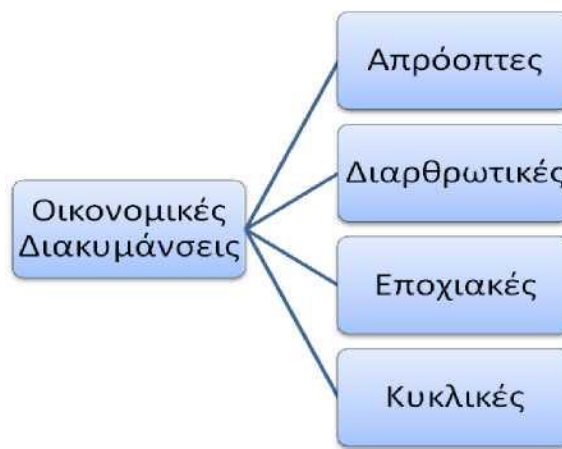 Οικονομικές
Διακυμάνσεις
Απρόοπτες
Διαρθρωτικές
Εποχιακές
Κυκλικές